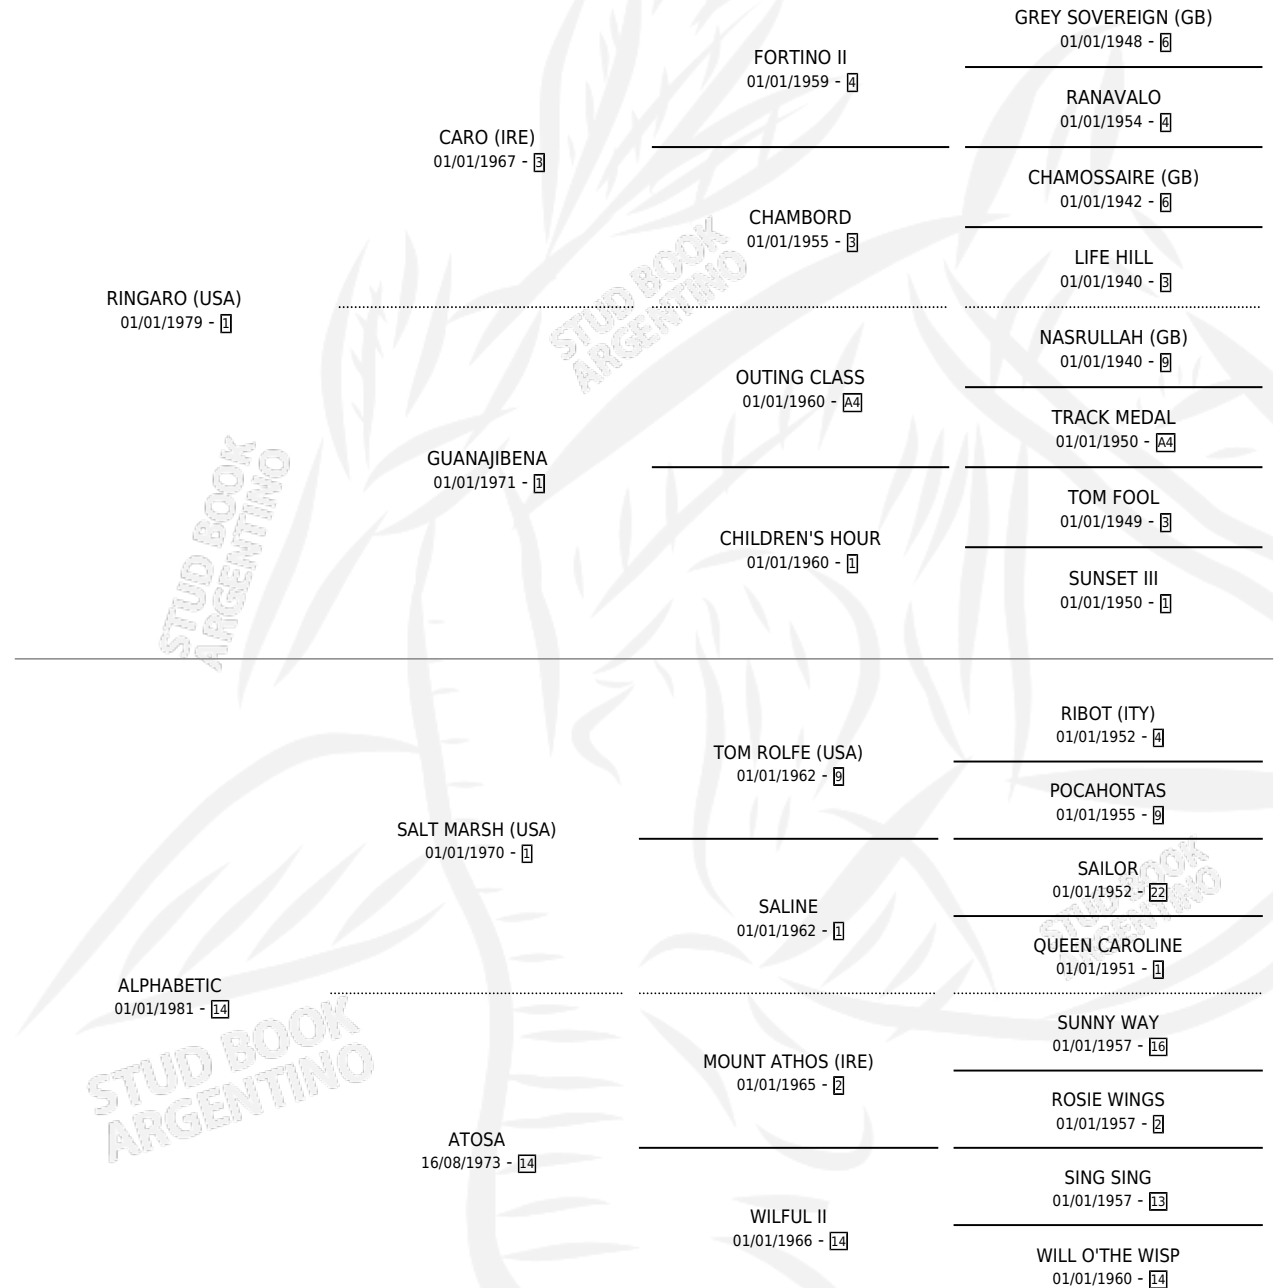 GREY SOVEREIGN (GB)
01/01/1948 - 6
FORTINO II
01/01/1959 - 4
RANAVALO
01/01/1954 - 4
CARO (IRE)
01/01/1967 - 3
CHAMOSSAIRE (GB)
01/01/1942 - 6
CHAMBORD
01/01/1955 - 3
LIFE HILL
01/01/1940 - 3
STUD BOOK
ARGENTINO
RINGARO (USA)
01/01/1979 - 1
NASRULLAH (GB)
01/01/1940 - 9
OUTING CLASS
01/01/1960 - A4
TRACK MEDAL
01/01/1950 - A4
GUANAJIBENA
01/01/1971 - 1
TOM FOOL
01/01/1949 - 3
CHILDREN'S HOUR
01/01/1960 - 1
SUNSET III
01/01/1950 - 1
STUD BOOK
ARGENTINO
RIBOT (ITY)
01/01/1952 - 4
TOM ROLFE (USA)
01/01/1962 - 9
POCAHONTAS
01/01/1955 - 9
SALT MARSH (USA)
01/01/1970 - 1
SAILOR
01/01/1952 - 22
SALINE
01/01/1962 - 1
QUEEN CAROLINE
01/01/1951 - 1
STUD BOOK
ARGENTINO
ALPHABETIC
01/01/1981 - 14
SUNNY WAY
01/01/1957 - 16
MOUNT ATHOS (IRE)
01/01/1965 - 2
ROSIE WINGS
01/01/1957 - 2
STUD BOOK
ARGENTINO
ATOSA
16/08/1973 - 14
SING SING
01/01/1957 - 13
WILFUL II
01/01/1966 - 14
WILL O'THE WISP
01/01/1960 - 14